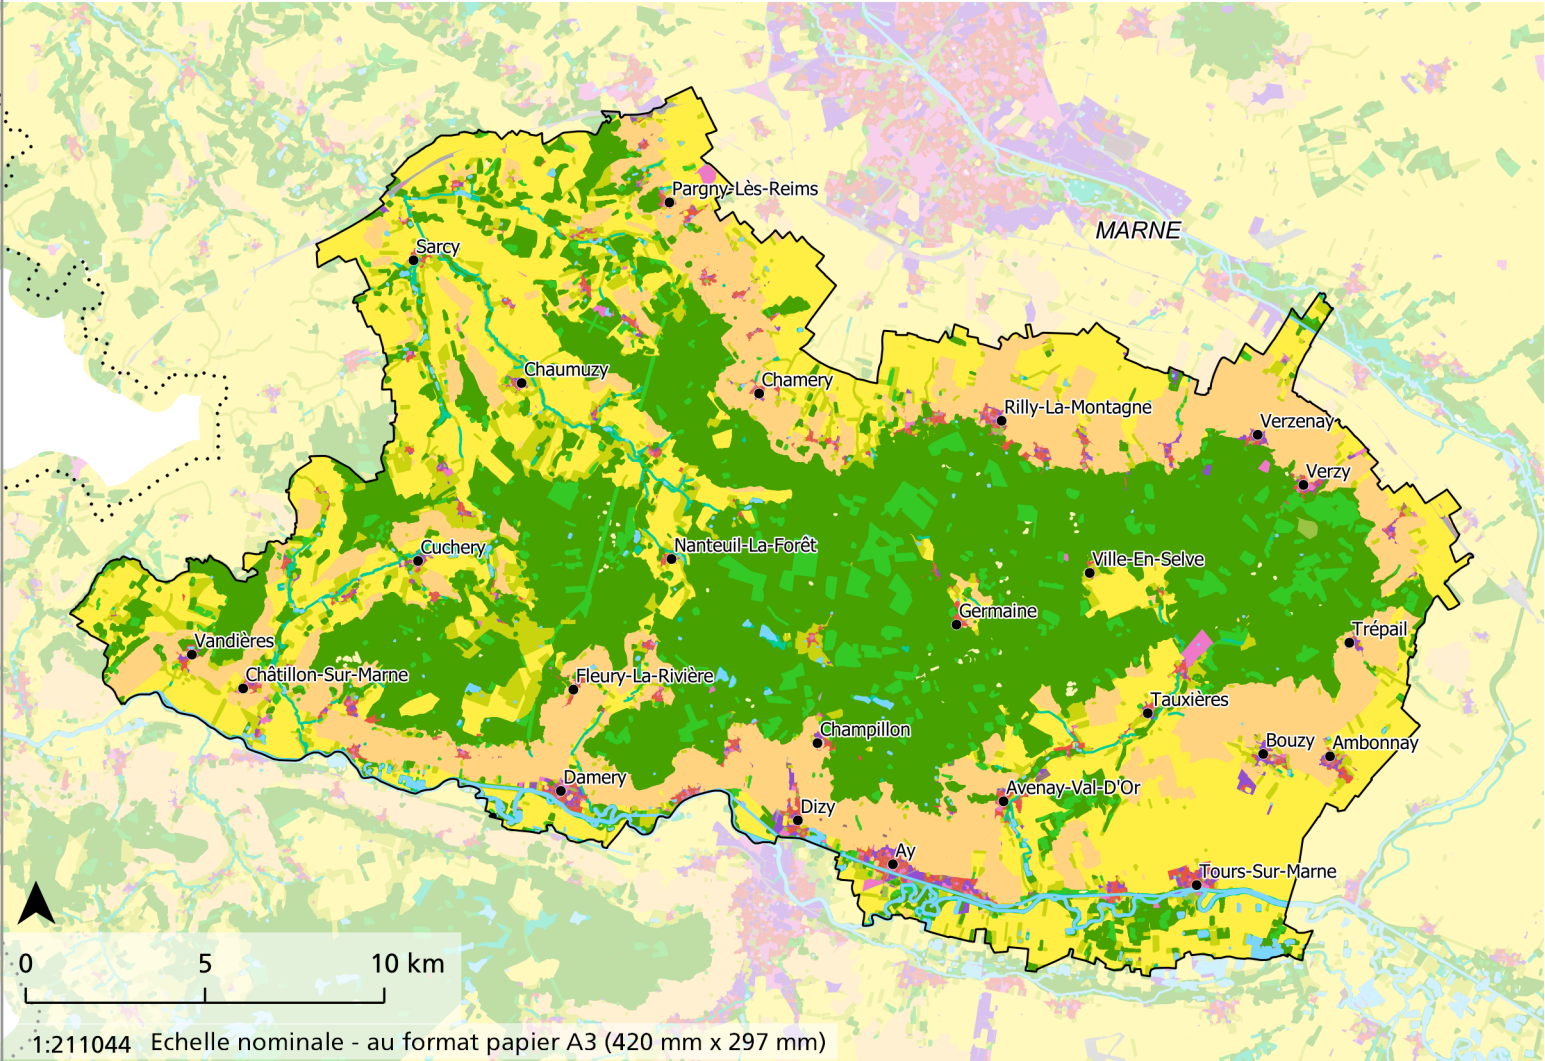 Pargny-Lès-Reims
MARNE
Sarcy
Chaumuzy
Chamery
Rilly-La-Montagne
Verzenay
Verzy
Cuchery
Nanteuil-La-Forêt
Ville-En-Selve
Germaine
Vandières
Trépail
Châtillon-Sur-Marne
Fleury-La-Rivière
Tauxières
Champillon
Bouzy
Ambonnay
Damery
Avenay-Val-D'Or
Dizy
Ay
Tours-Sur-Marne
0 5 10 km
1:211044 Echelle nominale - au format papier A3 (420 mm x 297 mm)